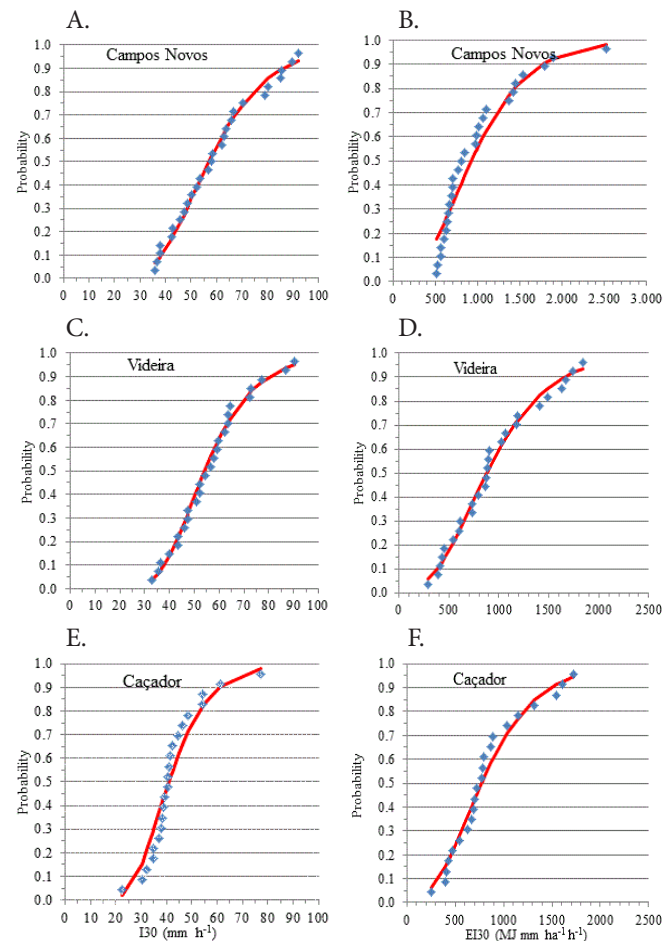 A.
B.
Campos Novos
Campos Novos
Probability
1.0
0.9
0.8
0.7
0.6
0.5
0.4
0.3
0.2
0.1
0.0
0 10 20 30 40 50 60 70 80 90 100
Probability
1.0
0.9
0.8
0.7
0.6
0.5
0.4
0.3
0.2
0.1
0.0
0 500 1.000 1.500 2.000 2.500 3.000
C.
D.
Videira
Videira
Probability
1.0
0.9
0.8
0.7
0.6
0.5
0.4
0.3
0.2
0.1
0.0
0 10 20 30 40 50 60 70 80 90 100
Probability
1.0
0.9
0.8
0.7
0.6
0.5
0.4
0.3
0.2
0.1
0.0
0 500 1000 1500 2000 2500
E.
F.
Caçador
Caçador
Probability
1.0
0.9
0.8
0.7
0.6
0.5
0.4
0.3
0.2
0.1
0.0
0 10 20 30 40 50 60 70 80 90 100
I30 (mm h⁻¹)
Probability
1.0
0.9
0.8
0.7
0.6
0.5
0.4
0.3
0.2
0.1
0.0
0 500 1000 1500 2000 2500
EI30 (MJ mm ha⁻¹ h⁻¹)